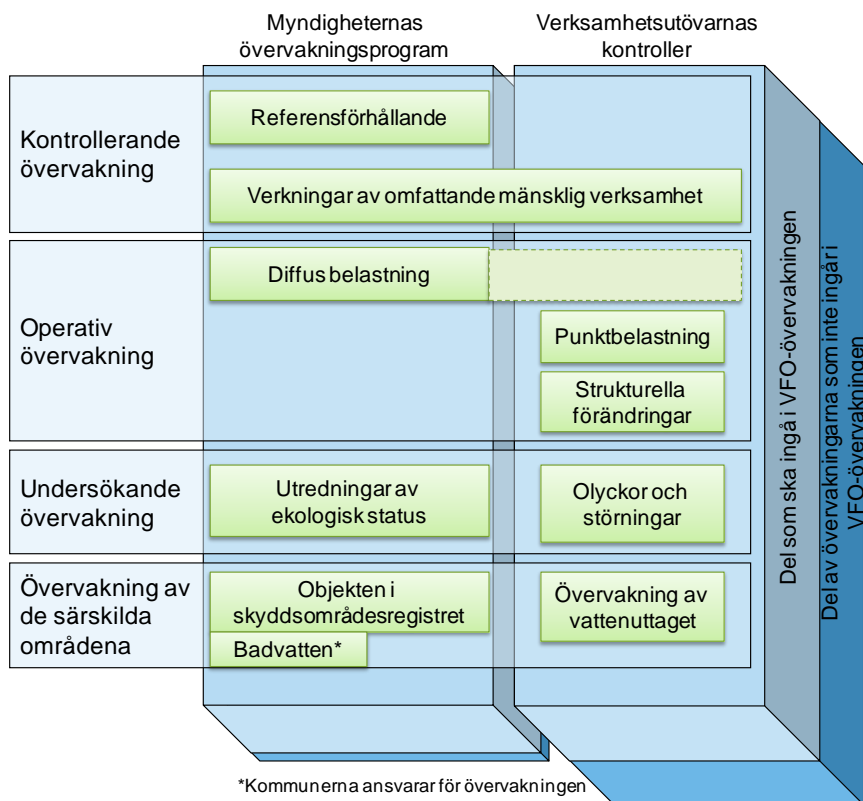 Myndigheternas
övervakningsprogram
Verksamhetsutövarnas
kontroller
Kontrollerande
övervakning
Referensförhållande
Verkningar av omfattande mänsklig verksamhet
Operativ
övervakning
Diffus belastning
Punktbelastning
Strukturella
förändringar
Undersökande
övervakning
Utredningar av
ekologisk status
Olyckor och
störningar
Övervakning av
de särskilda
områdena
Objekten i
skyddsområdesregistret
Badvatten*
Övervakning av
vattenuttaget
Del som ska ingå i VFO-övervakningen
Del av övervakningarna som inte ingår i
VFO-övervakningen
*Kommunerna ansvarar för övervakningen